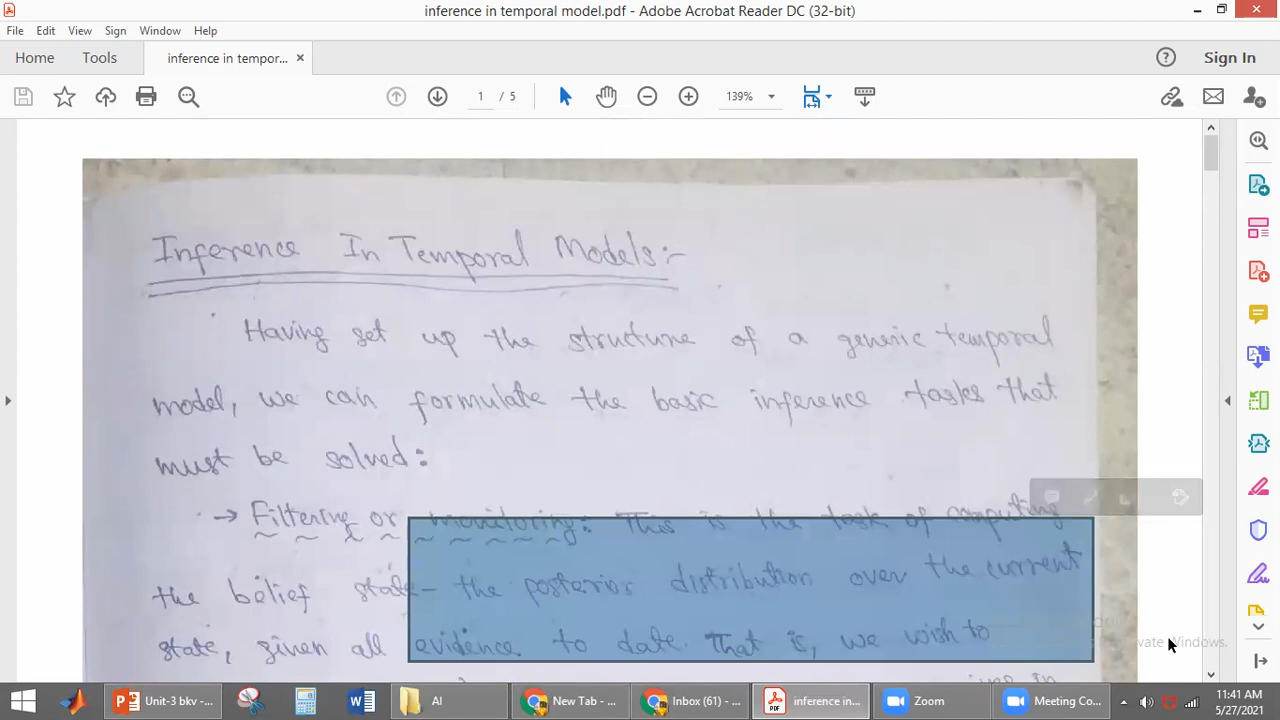 inference in temporal model.pdf - Adobe Acrobat Reader DC (32-bit)
File Edit View Sign Window Help
Home Tools inference in tempor... × Sign In
1 / 5 139%
Inference In Temporal Models:-
Having set up the structure of a generic temporal
model, we can formulate the basic inference tasks that
must be solved:
→ Filtering or monitoring: This is the task of computing
the belief state- the posterior distribution over the current
state, given all evidence to date. That is, we wish to
Unit-3 bkv -... AI New Tab -... Inbox (61) -... inference in... Zoom Meeting Co... 11:41 AM
5/27/2021